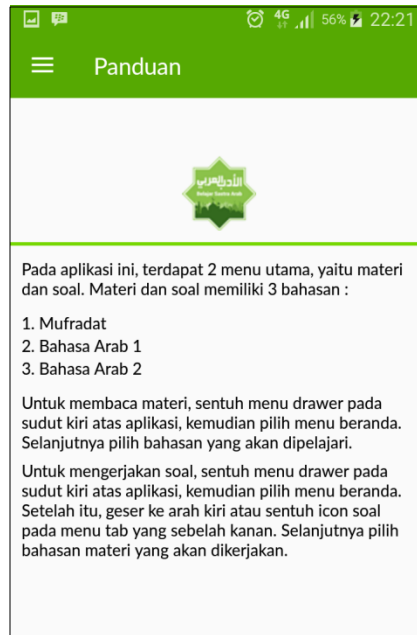 4G 56% 22:21
Panduan
الأدب العربي
Belajar Sastra Arab
Pada aplikasi ini, terdapat 2 menu utama, yaitu materi
dan soal. Materi dan soal memiliki 3 bahasan :
1. Mufradat
2. Bahasa Arab 1
3. Bahasa Arab 2
Untuk membaca materi, sentuh menu drawer pada
sudut kiri atas aplikasi, kemudian pilih menu beranda.
Selanjutnya pilih bahasan yang akan dipelajari.
Untuk mengerjakan soal, sentuh menu drawer pada
sudut kiri atas aplikasi, kemudian pilih menu beranda.
Setelah itu, geser ke arah kiri atau sentuh icon soal
pada menu tab yang sebelah kanan. Selanjutnya pilih
bahasan materi yang akan dikerjakan.